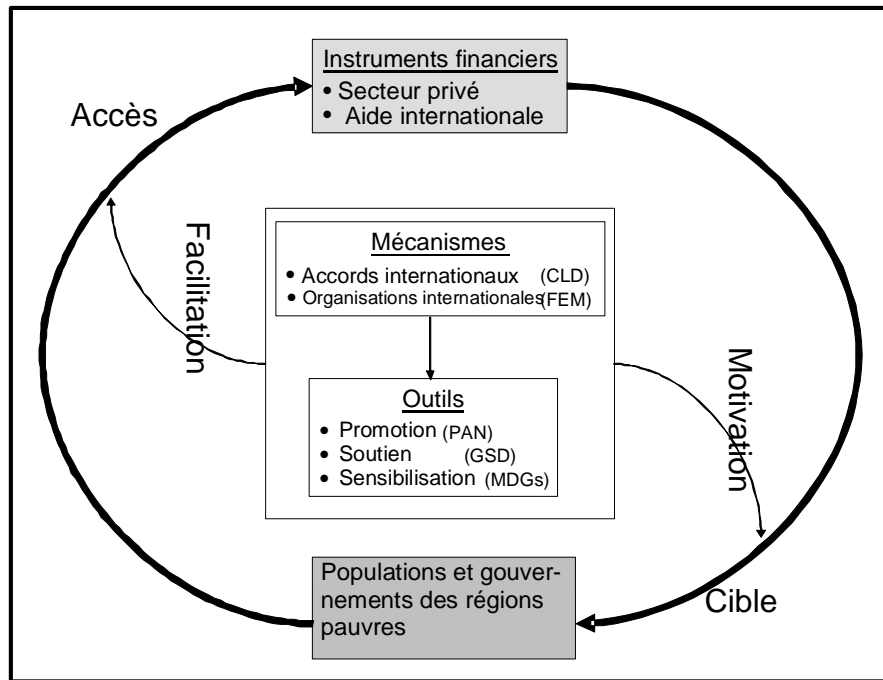 Instruments financiers
• Secteur privé
• Aide internationale
Accès
Facilitation
Mécanismes
• Accords internationaux (CLD)
• Organisations internationales (FEM)
Outils
• Promotion (PAN)
• Soutien (GSD)
• Sensibilisation (MDGs)
Motivation
Populations et gouver-
nements des régions
pauvres
Cible